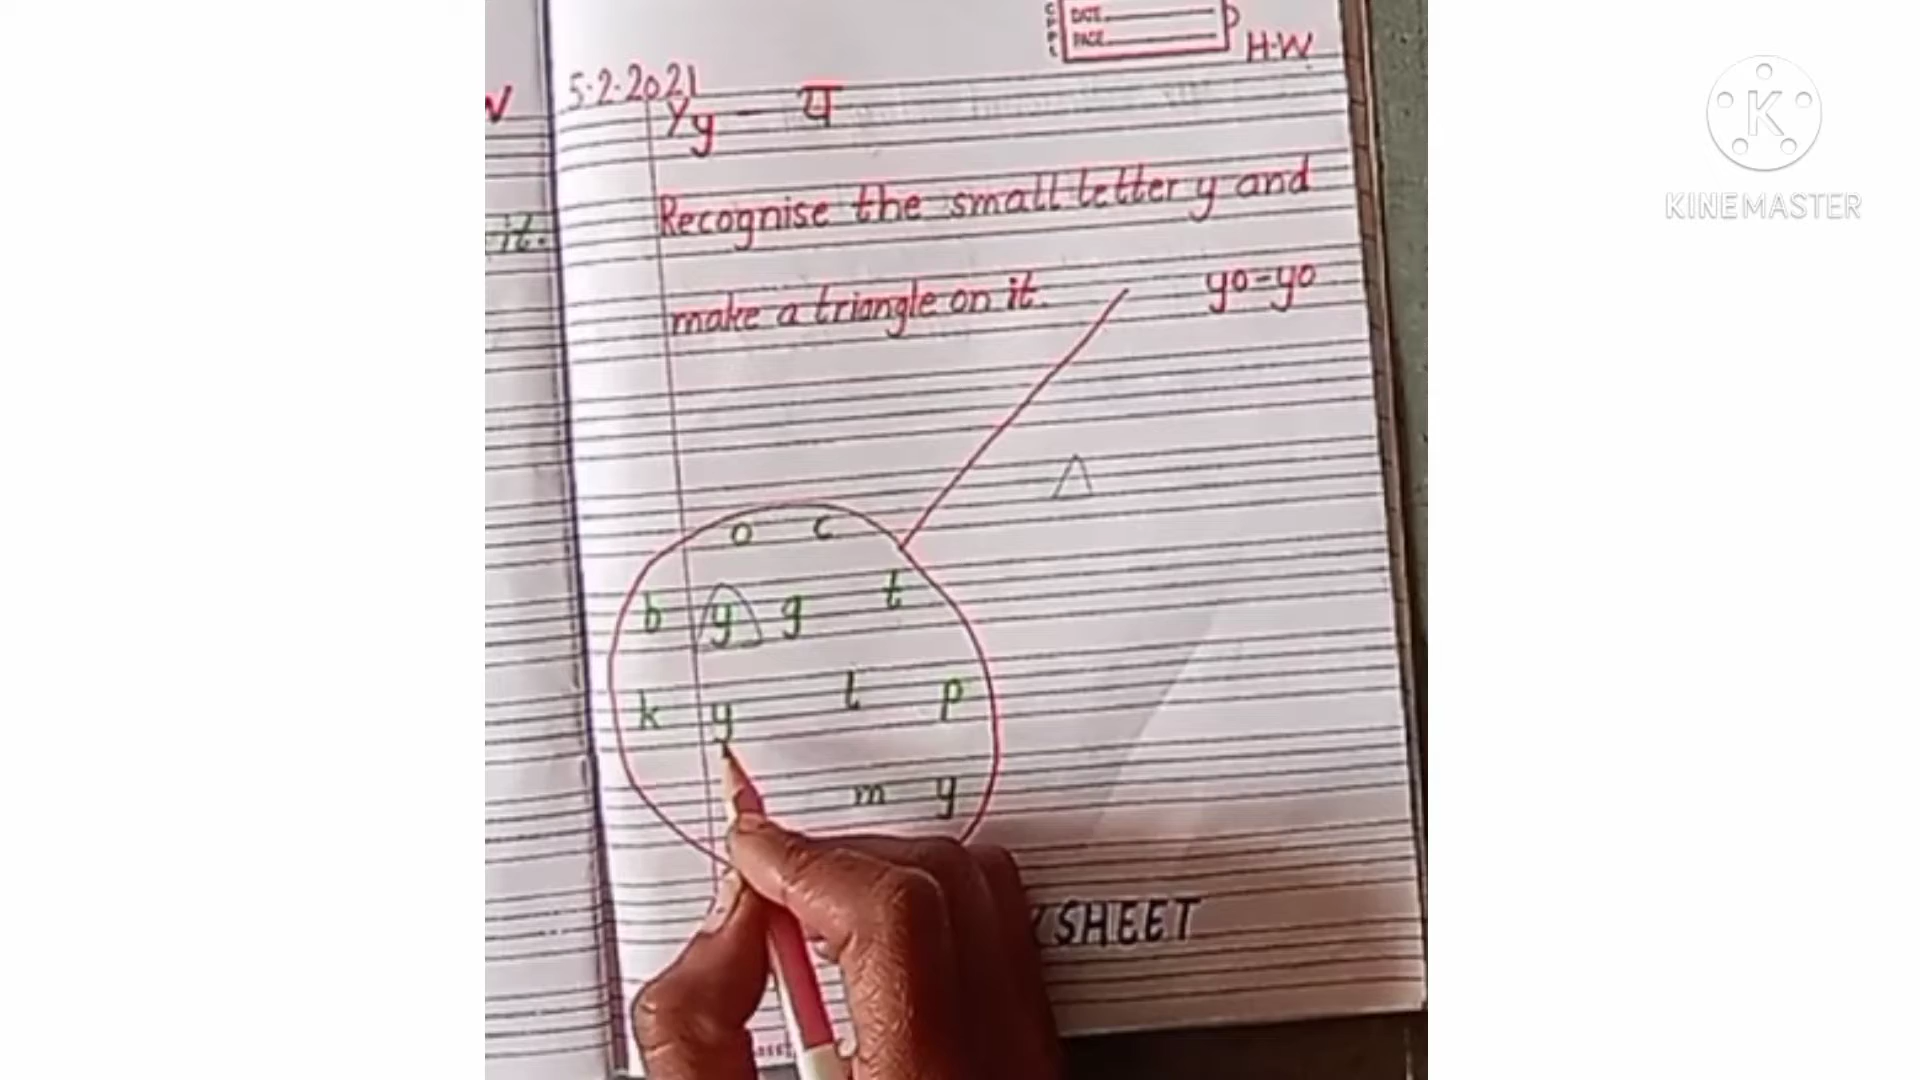 DATE
PAGE
H.W
5.2.2021
Yy - य
Recognise the small letter y and
make a triangle on it.
yo-yo
o c
b y g t
k y l p
m y
SHEET
it.
K
KINEMASTER